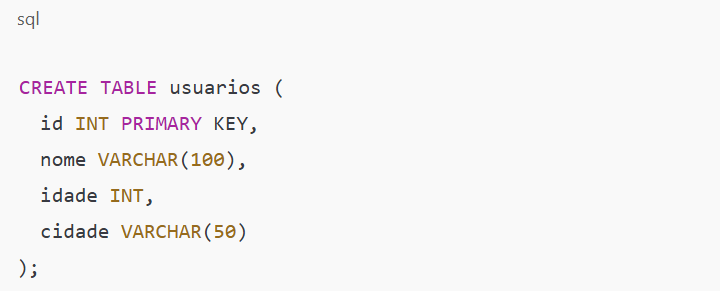 sql
CREATE TABLE usuarios (
id INT PRIMARY KEY,
nome VARCHAR(100),
idade INT,
cidade VARCHAR(50)
);